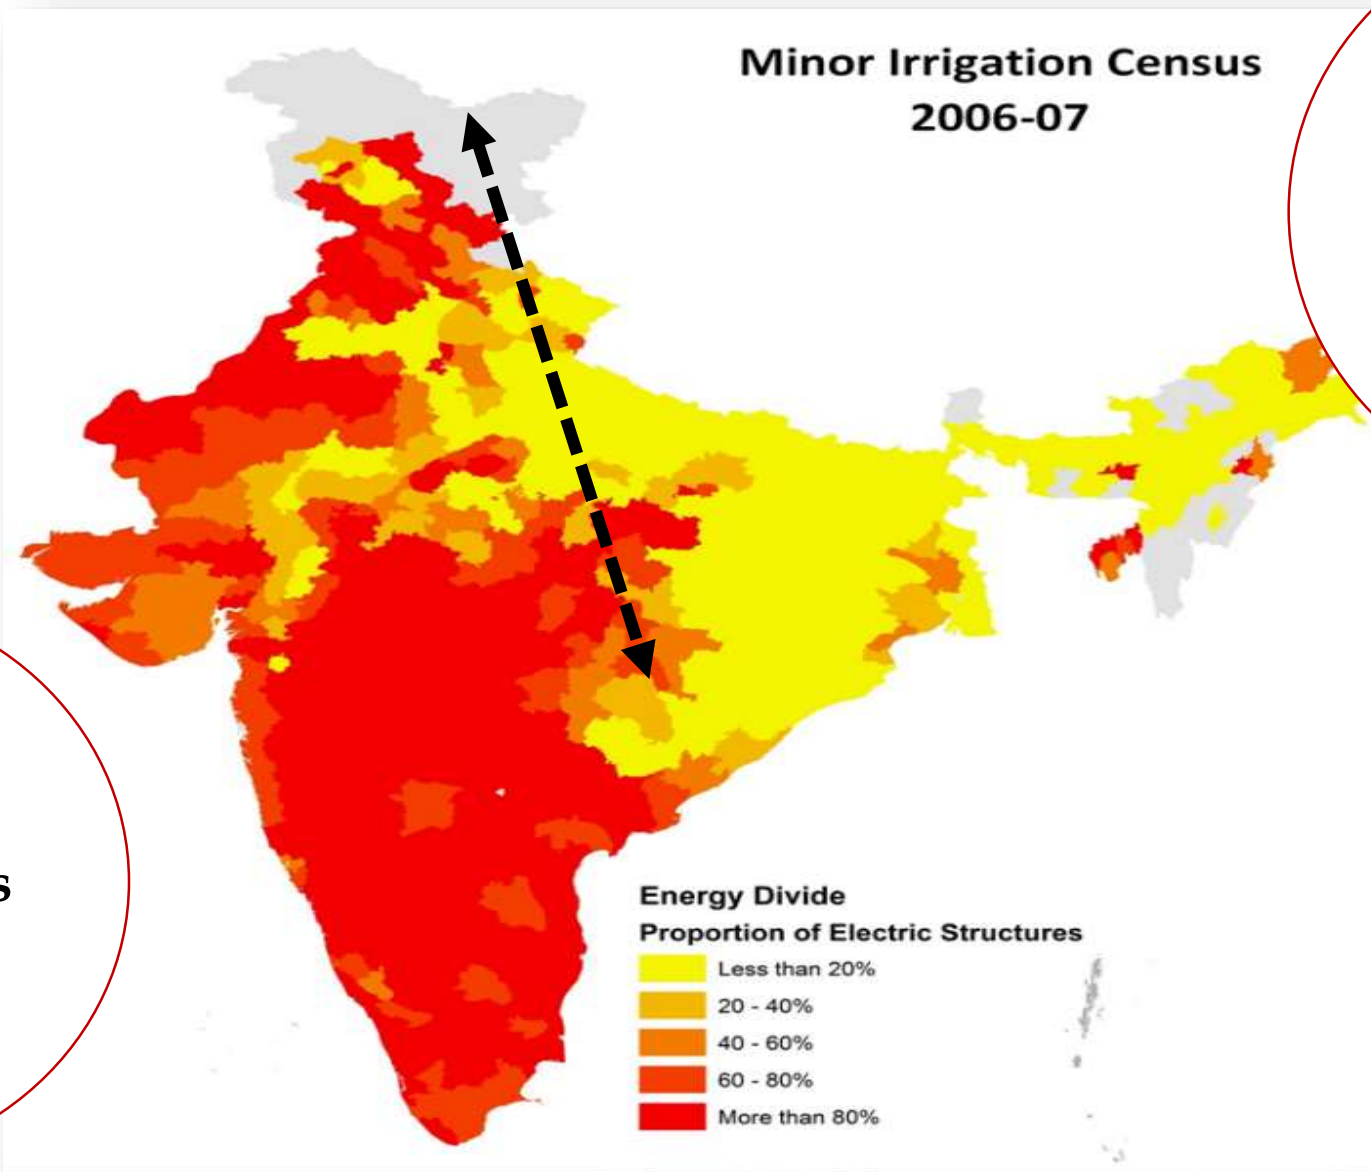 Minor Irrigation Census
2006-07
s
Energy Divide
Proportion of Electric Structures
Less than 20%
20 - 40%
40 - 60%
60 - 80%
More than 80%